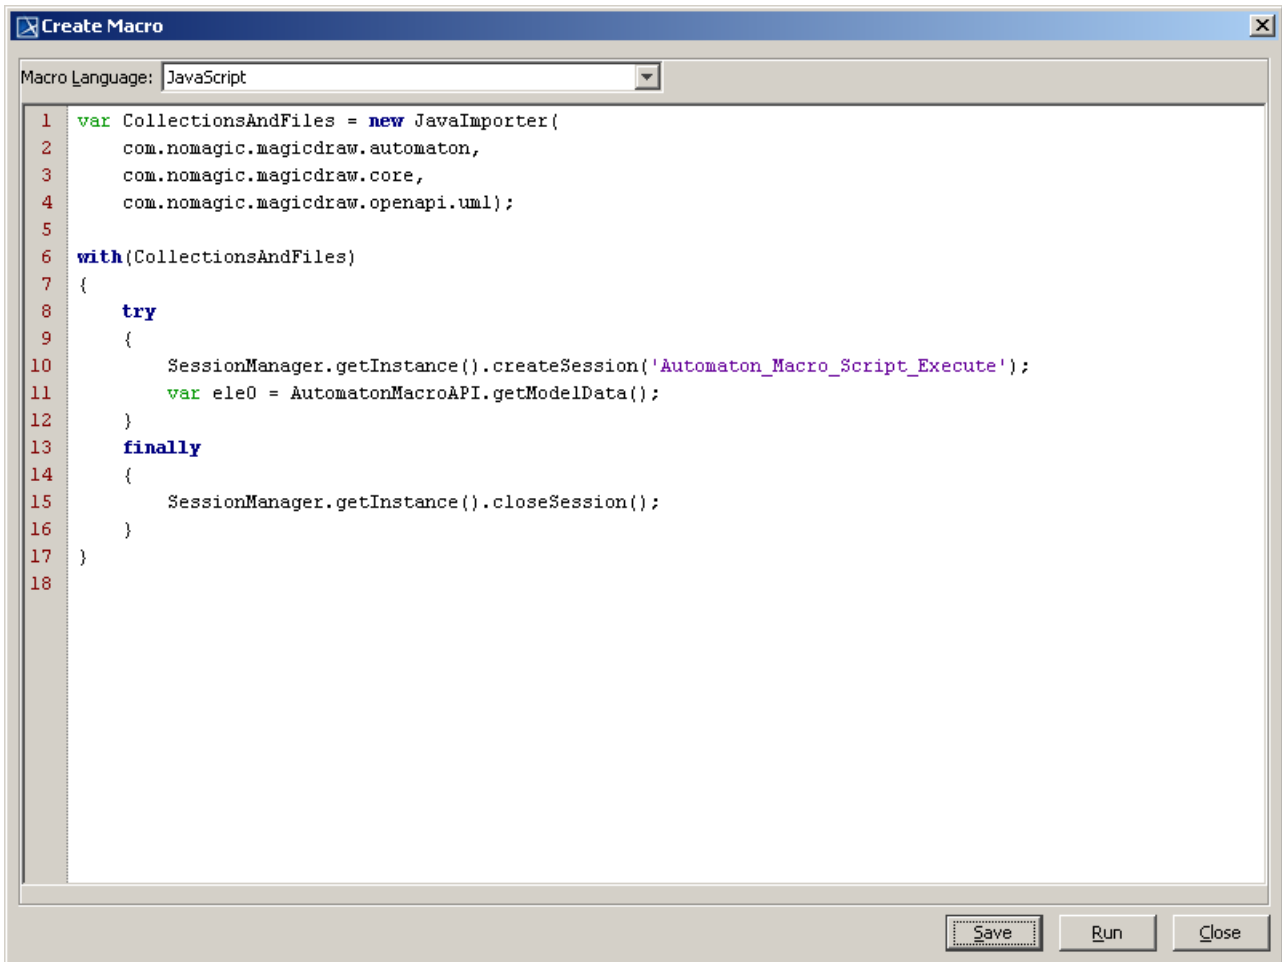 Create Macro
Macro Language: JavaScript
1 var CollectionsAndFiles = new JavaImporter(
2     com.nomagic.magicdraw.automaton,
3     com.nomagic.magicdraw.core,
4     com.nomagic.magicdraw.openapi.uml);
5
6 with(CollectionsAndFiles)
7 {
8     try
9     {
10         SessionManager.getInstance().createSession('Automaton_Macro_Script_Execute');
11         var ele0 = AutomatonMacroAPI.getModelData();
12     }
13     finally
14     {
15         SessionManager.getInstance().closeSession();
16     }
17 }
18
Save Run Close